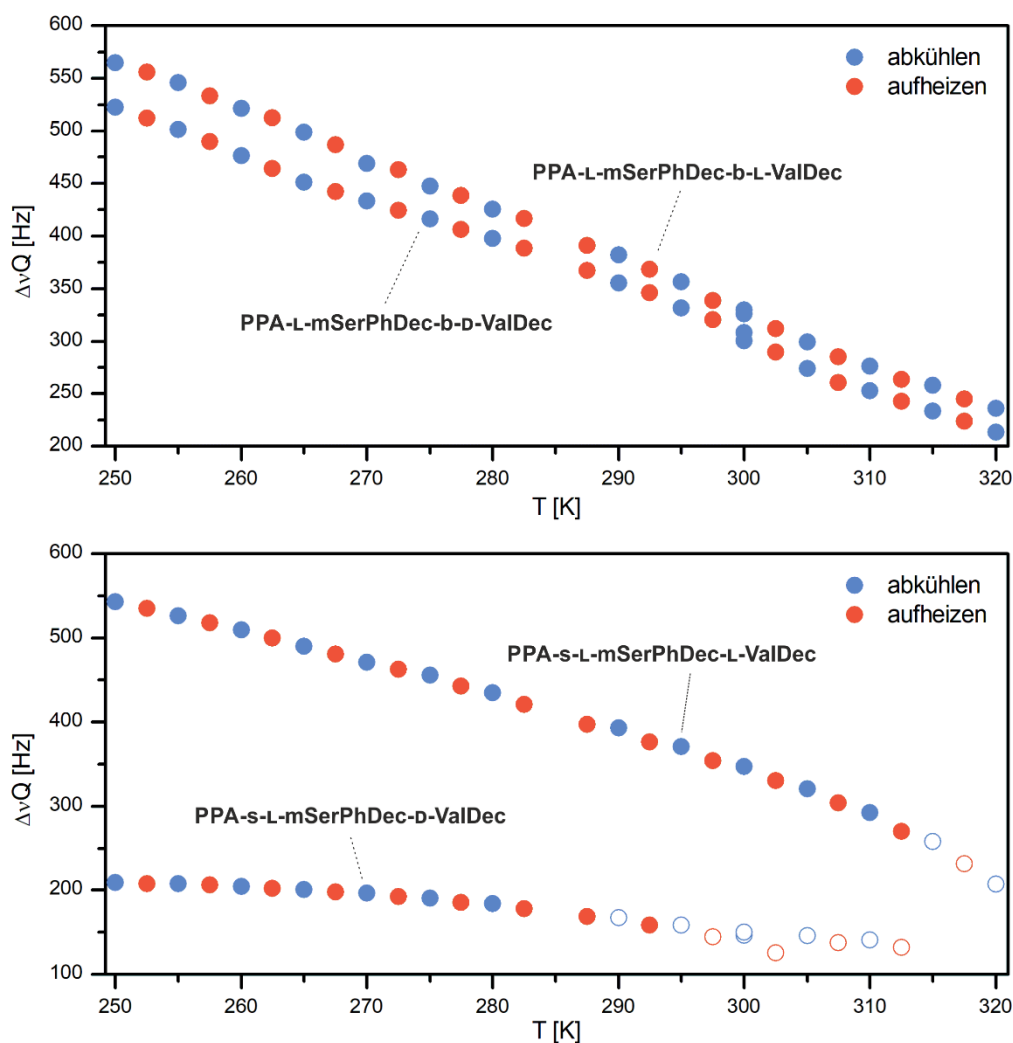 600
550
500
450
400
350
300
250
200
ΔνQ [Hz]
abkühlen
aufheizen
PPA-L-mSerPhDec-b-L-ValDec
PPA-L-mSerPhDec-b-D-ValDec
250 260 270 280 290 300 310 320
T [K]
600
500
400
300
200
100
ΔνQ [Hz]
abkühlen
aufheizen
PPA-s-L-mSerPhDec-L-ValDec
PPA-s-L-mSerPhDec-D-ValDec
250 260 270 280 290 300 310 320
T [K]